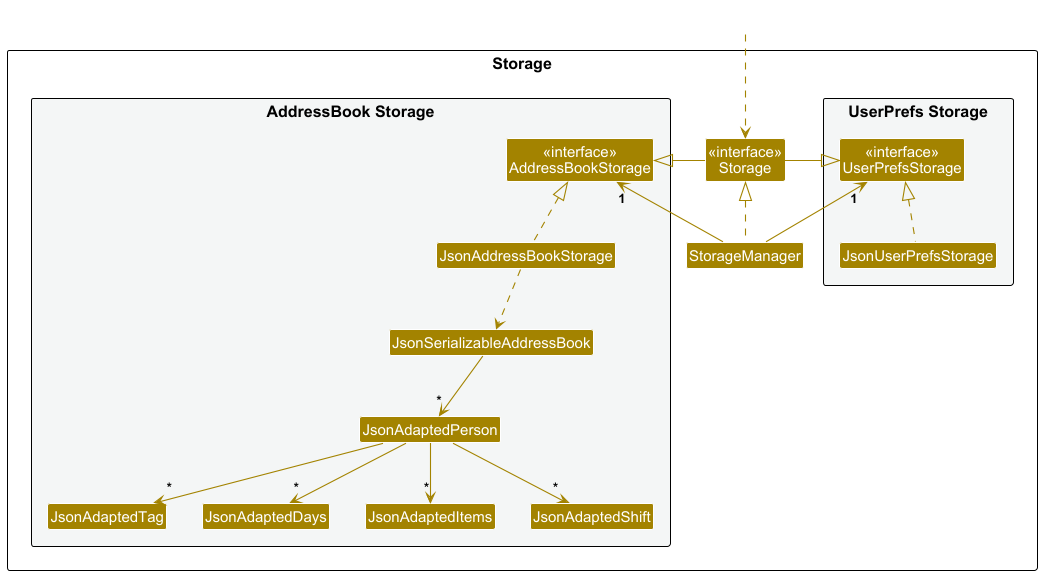 Storage
AddressBook Storage
UserPrefs Storage
«interface»
AddressBookStorage
«interface»
Storage
«interface»
UserPrefsStorage
1
1
JsonAddressBookStorage
StorageManager
JsonUserPrefsStorage
JsonSerializableAddressBook
*
JsonAdaptedPerson
*
*
*
*
JsonAdaptedTag
JsonAdaptedDays
JsonAdaptedItems
JsonAdaptedShift